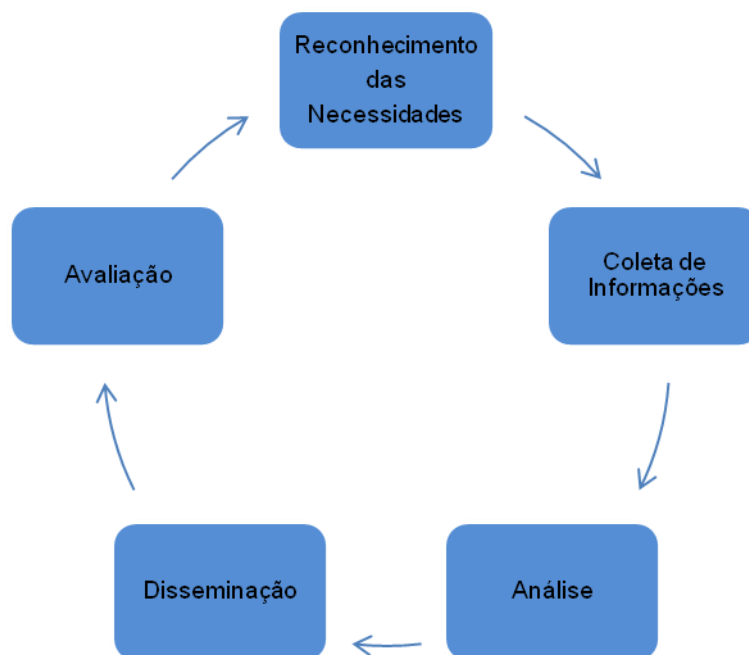 Reconhecimento
das
Necessidades
Coleta de
Informações
Análise
Disseminação
Avaliação